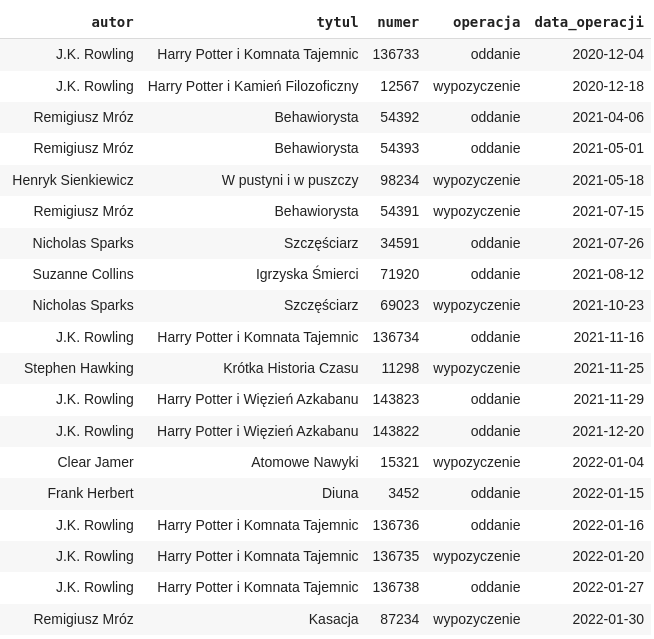 autor tytul numer operacja data_operacji
J.K. Rowling Harry Potter i Komnata Tajemnic 136733 oddanie 2020-12-04
J.K. Rowling Harry Potter i Kamień Filozoficzny 12567 wypozyczenie 2020-12-18
Remigiusz Mróz Behawiorysta 54392 oddanie 2021-04-06
Remigiusz Mróz Behawiorysta 54393 oddanie 2021-05-01
Henryk Sienkiewicz W pustyni i w puszczy 98234 wypozyczenie 2021-05-18
Remigiusz Mróz Behawiorysta 54391 wypozyczenie 2021-07-15
Nicholas Sparks Szczęściarz 34591 oddanie 2021-07-26
Suzanne Collins Igrzyska Śmierci 71920 oddanie 2021-08-12
Nicholas Sparks Szczęściarz 69023 wypozyczenie 2021-10-23
J.K. Rowling Harry Potter i Komnata Tajemnic 136734 oddanie 2021-11-16
Stephen Hawking Krótka Historia Czasu 11298 wypozyczenie 2021-11-25
J.K. Rowling Harry Potter i Więzień Azkabanu 143823 oddanie 2021-11-29
J.K. Rowling Harry Potter i Więzień Azkabanu 143822 oddanie 2021-12-20
Clear Jamer Atomowe Nawyki 15321 wypozyczenie 2022-01-04
Frank Herbert Diuna 3452 oddanie 2022-01-15
J.K. Rowling Harry Potter i Komnata Tajemnic 136736 oddanie 2022-01-16
J.K. Rowling Harry Potter i Komnata Tajemnic 136735 wypozyczenie 2022-01-20
J.K. Rowling Harry Potter i Komnata Tajemnic 136738 oddanie 2022-01-27
Remigiusz Mróz Kasacja 87234 wypozyczenie 2022-01-30